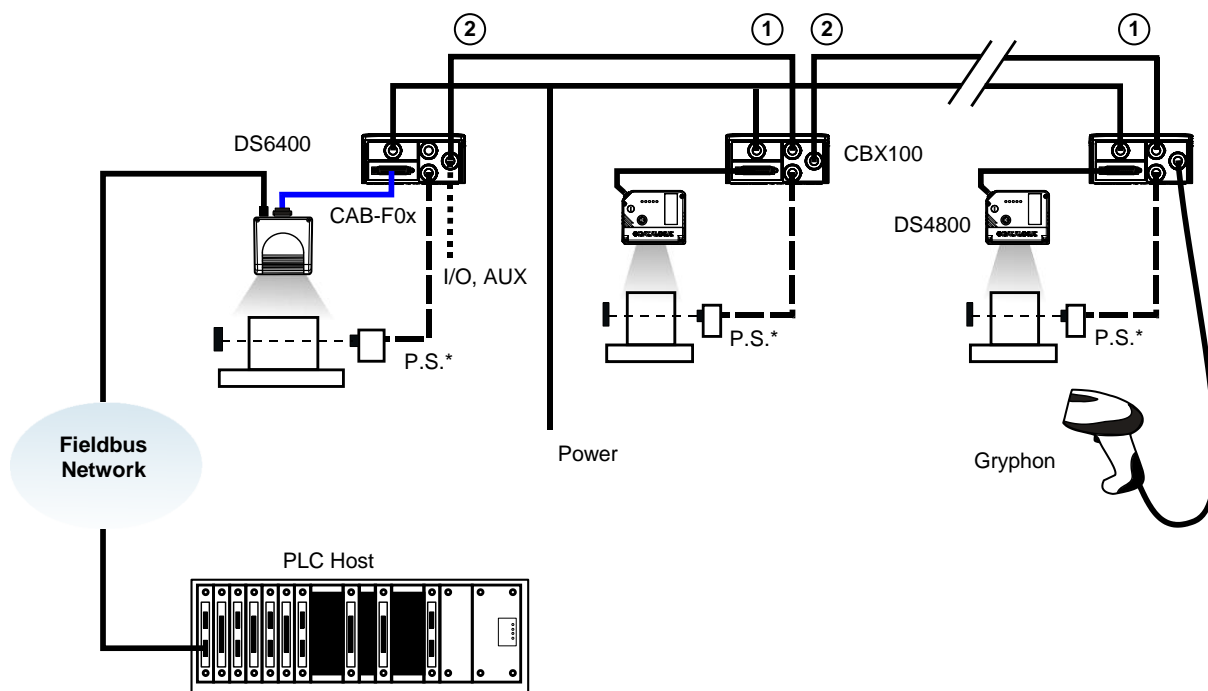 2
1
2
1
DS6400
CBX100
CAB-F0x
DS4800
I/O, AUX
P.S.*
P.S.*
P.S.*
Fieldbus
Network
Power
Gryphon
PLC Host